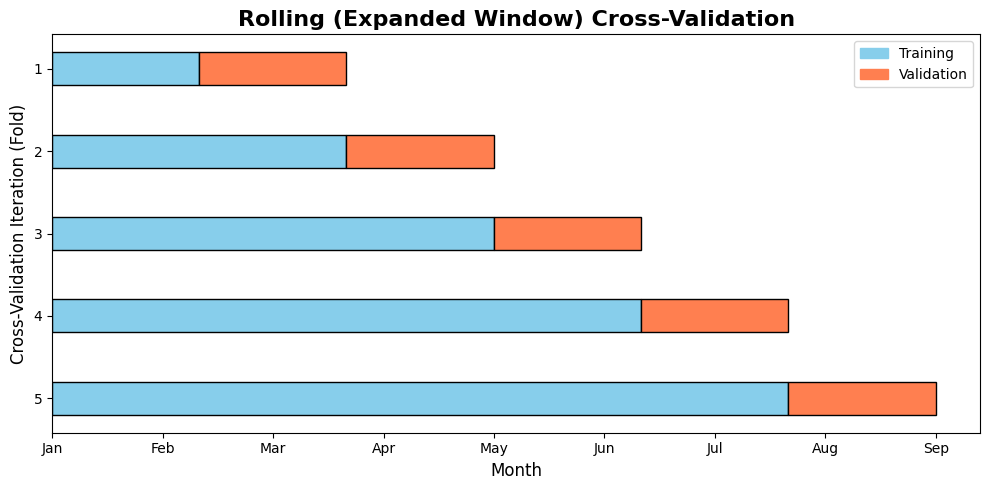 Rolling (Expanded Window) Cross-Validation
Training
Validation
Cross-Validation Iteration (Fold)
1
2
3
4
5
Jan Feb Mar Apr May Jun Jul Aug Sep
Month